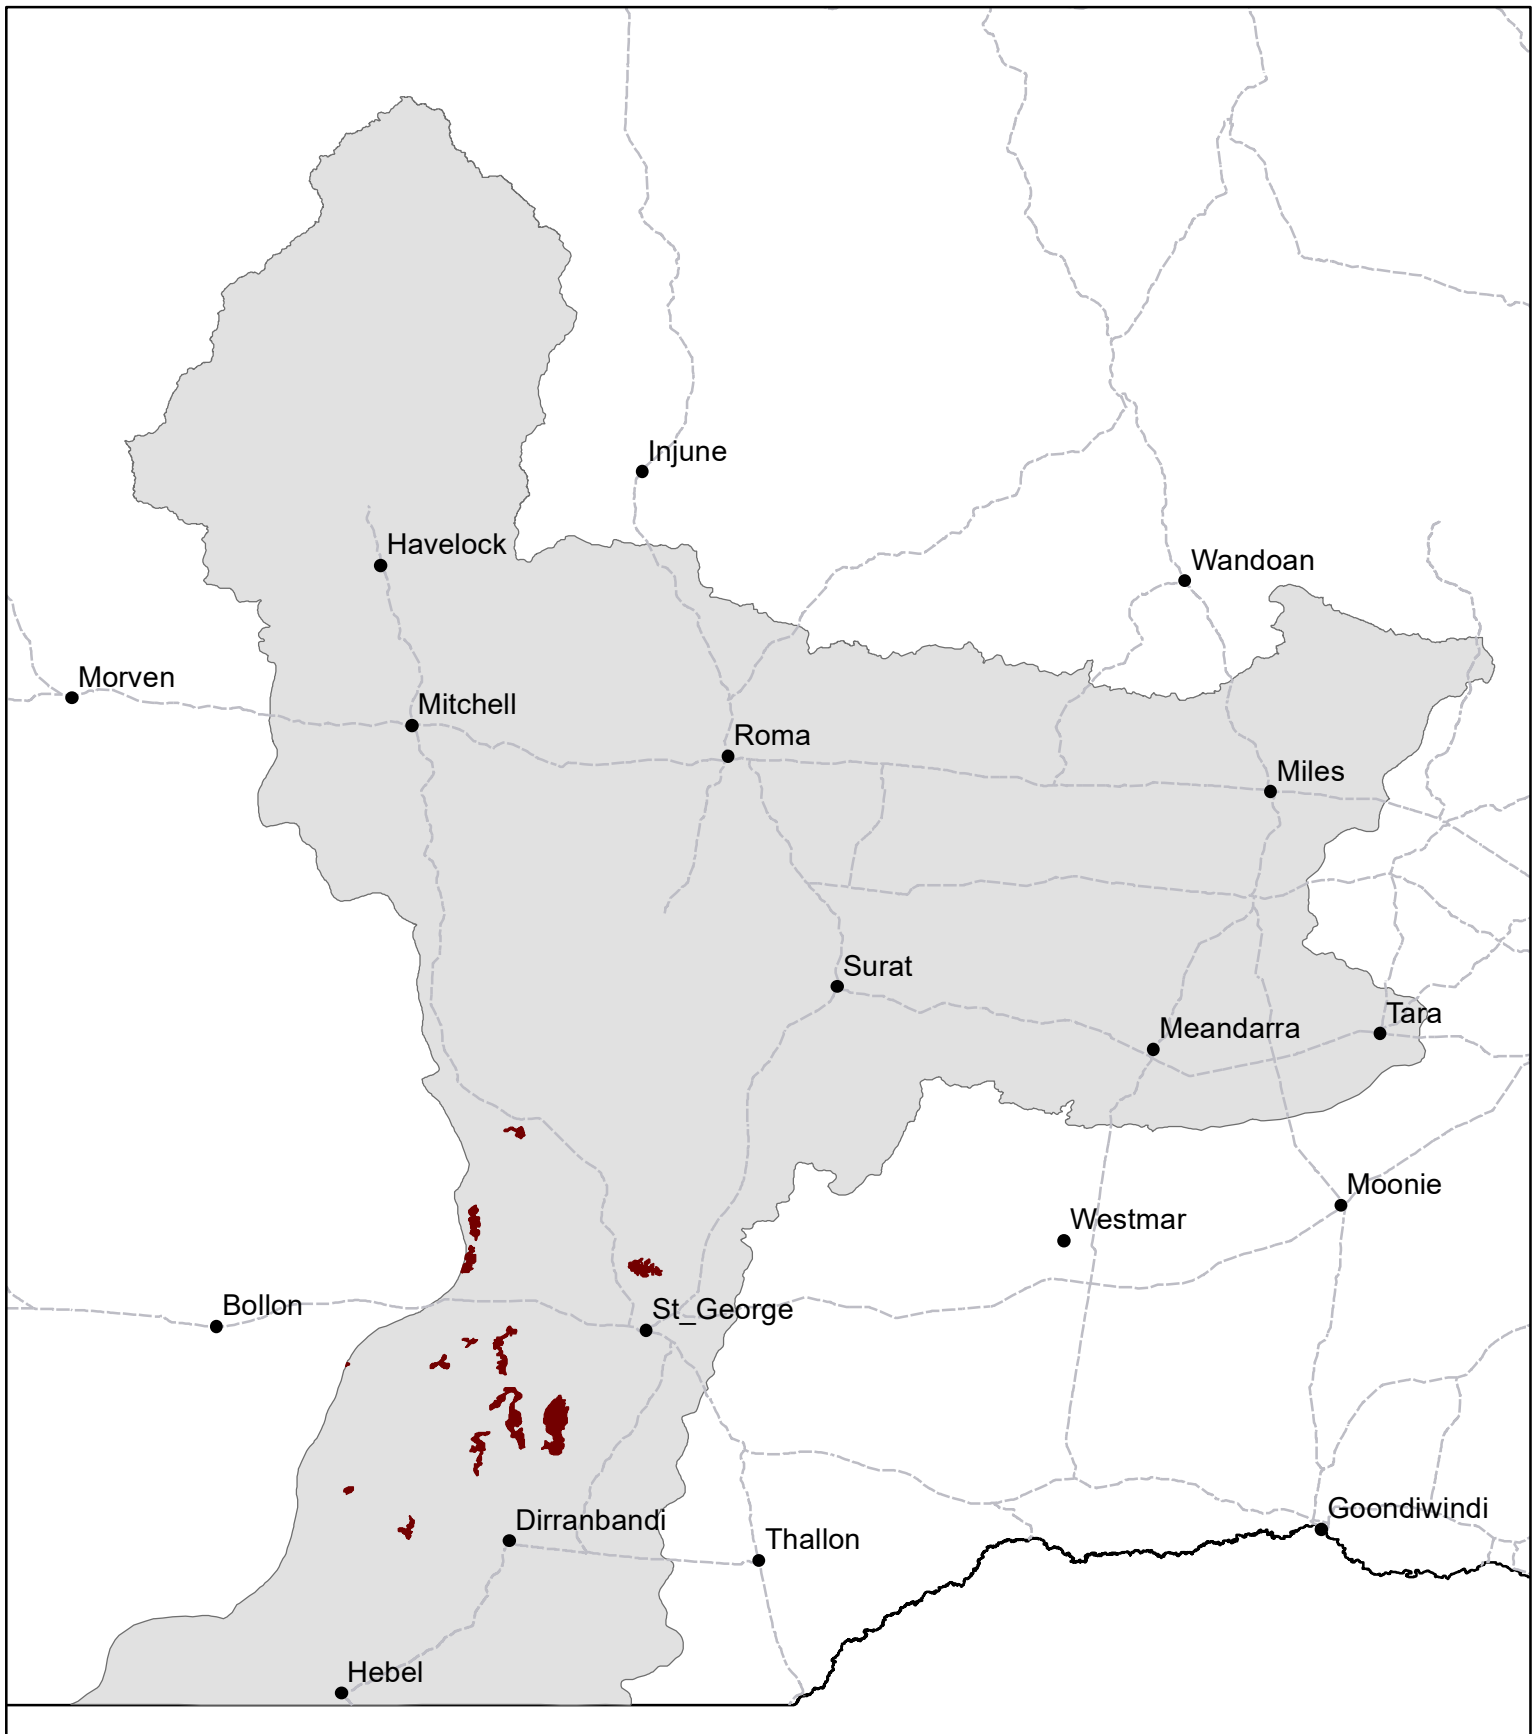 Injune
Havelock
Wandoan
Morven
Mitchell
Roma
Miles
Surat
Tara
Meandarra
Moonie
Westmar
Bollon
St_George
Goondiwindi
Dirranbandi
Thallon
Hebel